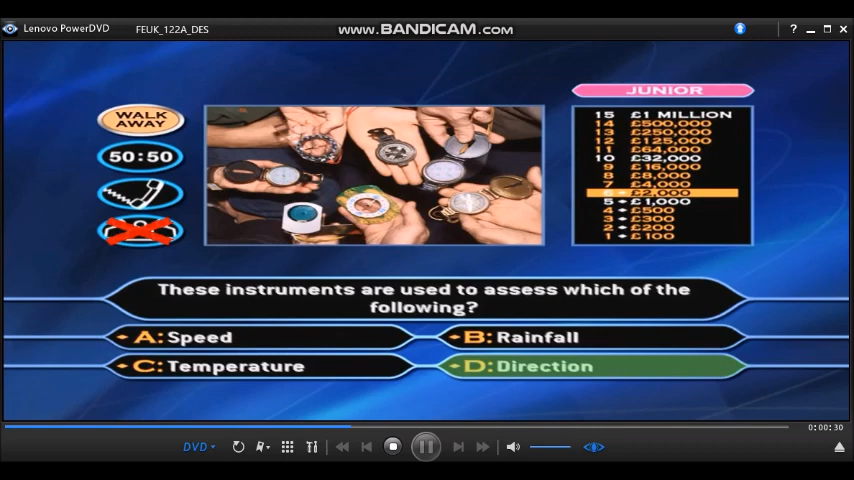 Lenovo PowerDVD
FEUK_122A_DES
www.BANDICAM.com
?
JUNIOR
WALK AWAY
50:50
15 £1 MILLION
14 £500,000
13 £250,000
12 £125,000
11 £64,000
10 £32,000
9 £16,000
8 £8,000
7 £4,000
6 £2,000
5 £1,000
4 £500
3 £300
2 £200
1 £100
These instruments are used to assess which of the
following?
A: Speed
B: Rainfall
C: Temperature
D: Direction
0:00:30
DVD